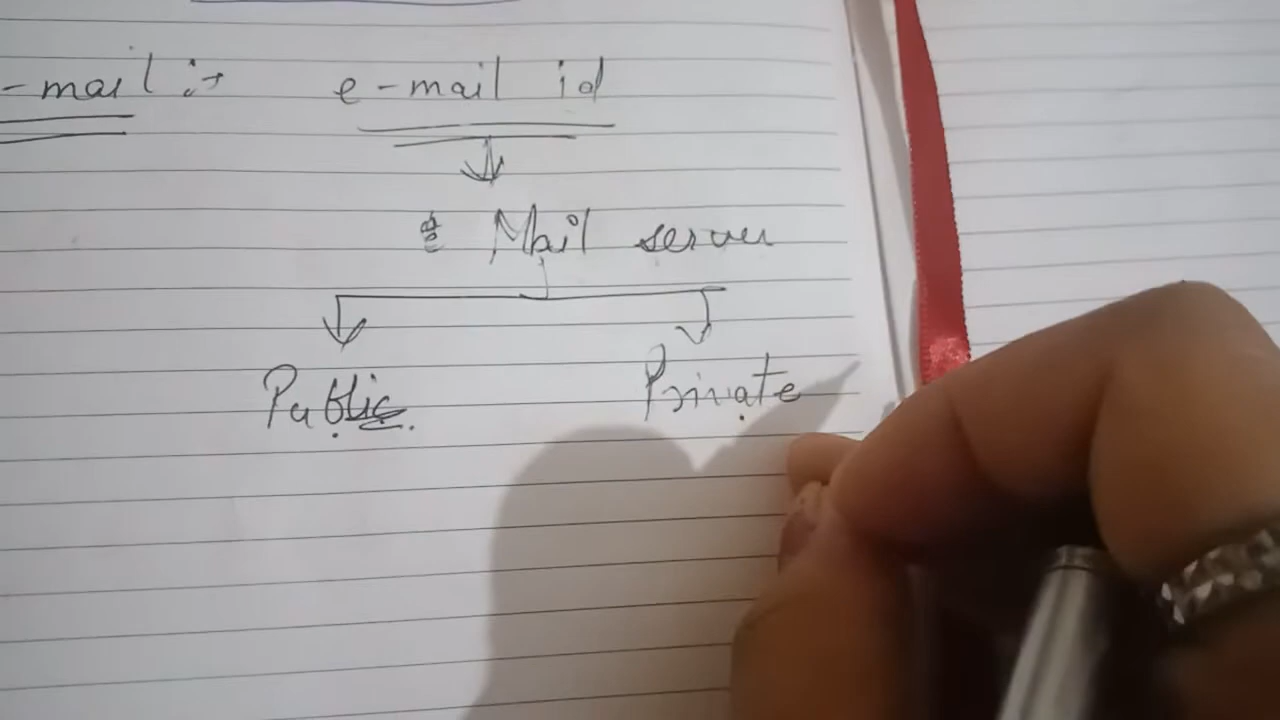 -mail :→ e-mail id
Mail server
Public. Private